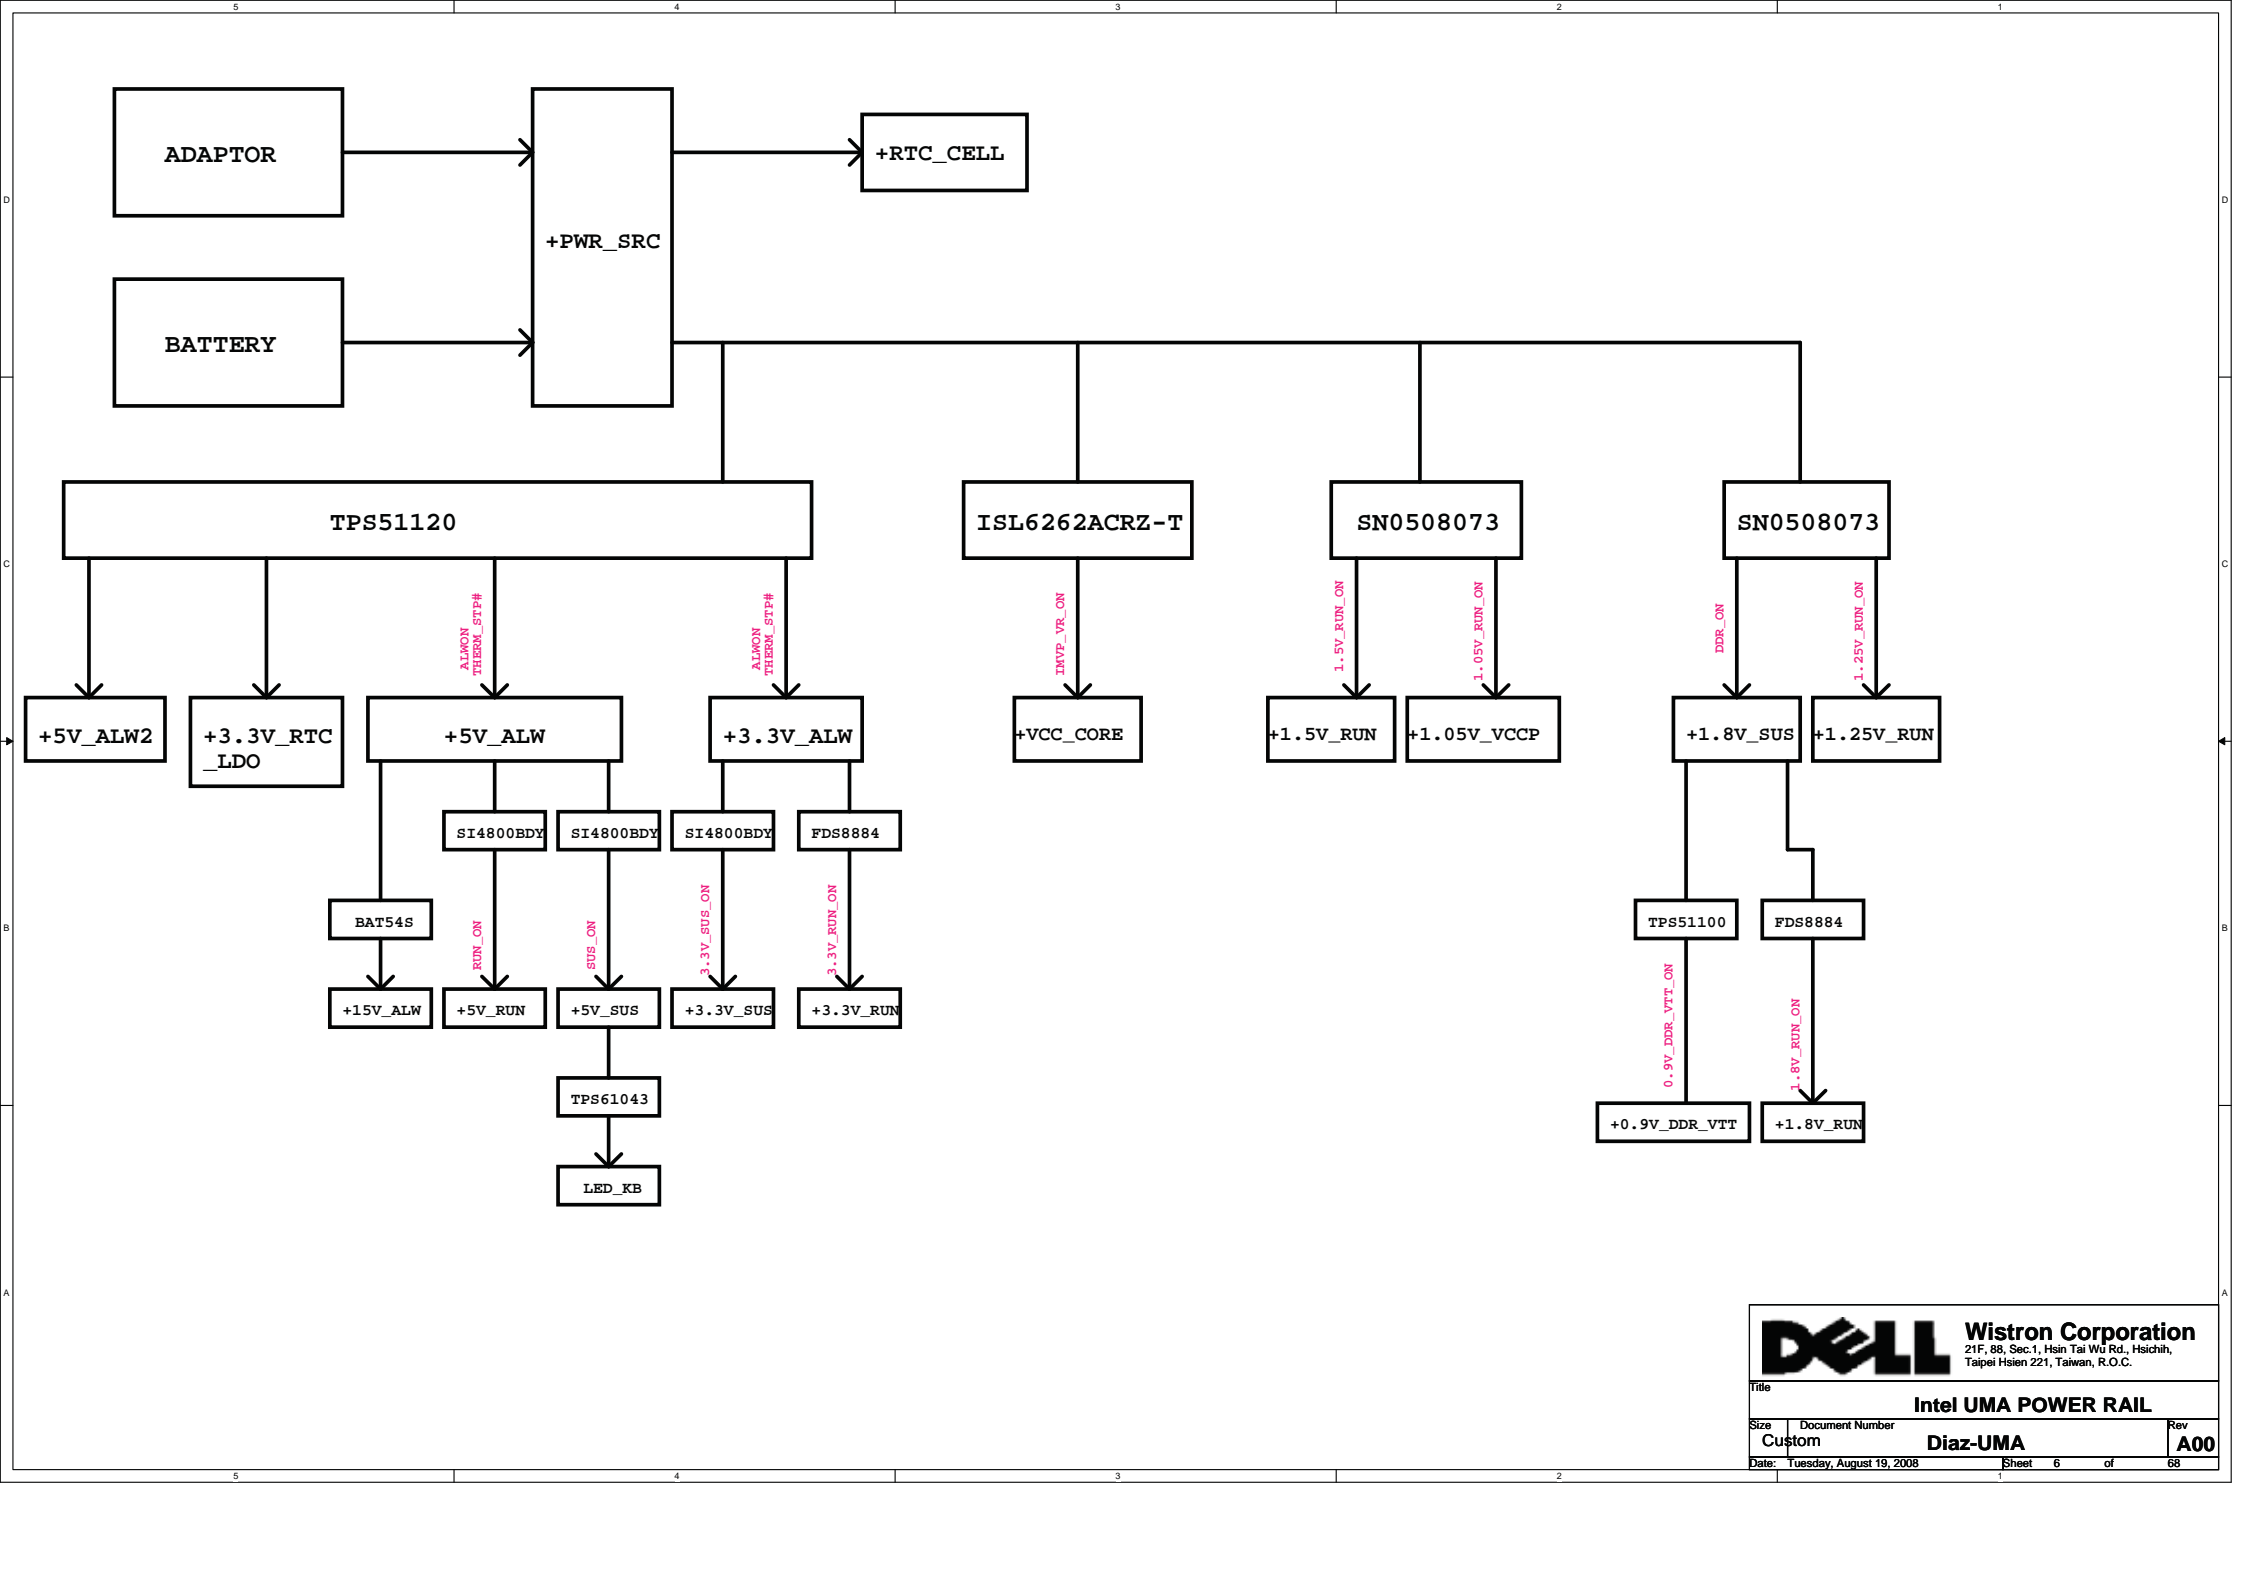 5 4 3 2 1
ADAPTOR
+PWR_SRC
+RTC_CELL
D
D
BATTERY
TPS51120
ISL6262ACRZ-T
SN0508073
SN0508073
C
C
ALWON
THERM_STP#
ALWON
THERM_STP#
IMVP_VR_ON
1.5V_RUN_ON
1.05V_RUN_ON
DDR_ON
1.25V_RUN_ON
+5V_ALW2
+3.3V_RTC
_LDO
+5V_ALW
+3.3V_ALW
+VCC_CORE
+1.5V_RUN
+1.05V_VCCP
+1.8V_SUS
+1.25V_RUN
SI4800BDY
SI4800BDY
SI4800BDY
FDS8884
BAT54S
TPS51100
FDS8884
B
B
RUN_ON
SUS_ON
3.3V_SUS_ON
3.3V_RUN_ON
0.9V_DDR_VTT_ON
1.8V_RUN_ON
+15V_ALW
+5V_RUN
+5V_SUS
+3.3V_SUS
+3.3V_RUN
TPS61043
+0.9V_DDR_VTT
+1.8V_RUN
LED_KB
A
A
DELL
Wistron Corporation
21F, 88, Sec.1, Hsin Tai Wu Rd., Hsichih,
Taipei Hsien 221, Taiwan, R.O.C.
Title
Intel UMA POWER RAIL
Size Document Number Rev
Custom Diaz-UMA A00
Date: Tuesday, August 19, 2008 Sheet 6 of 68
5 4 3 2 1